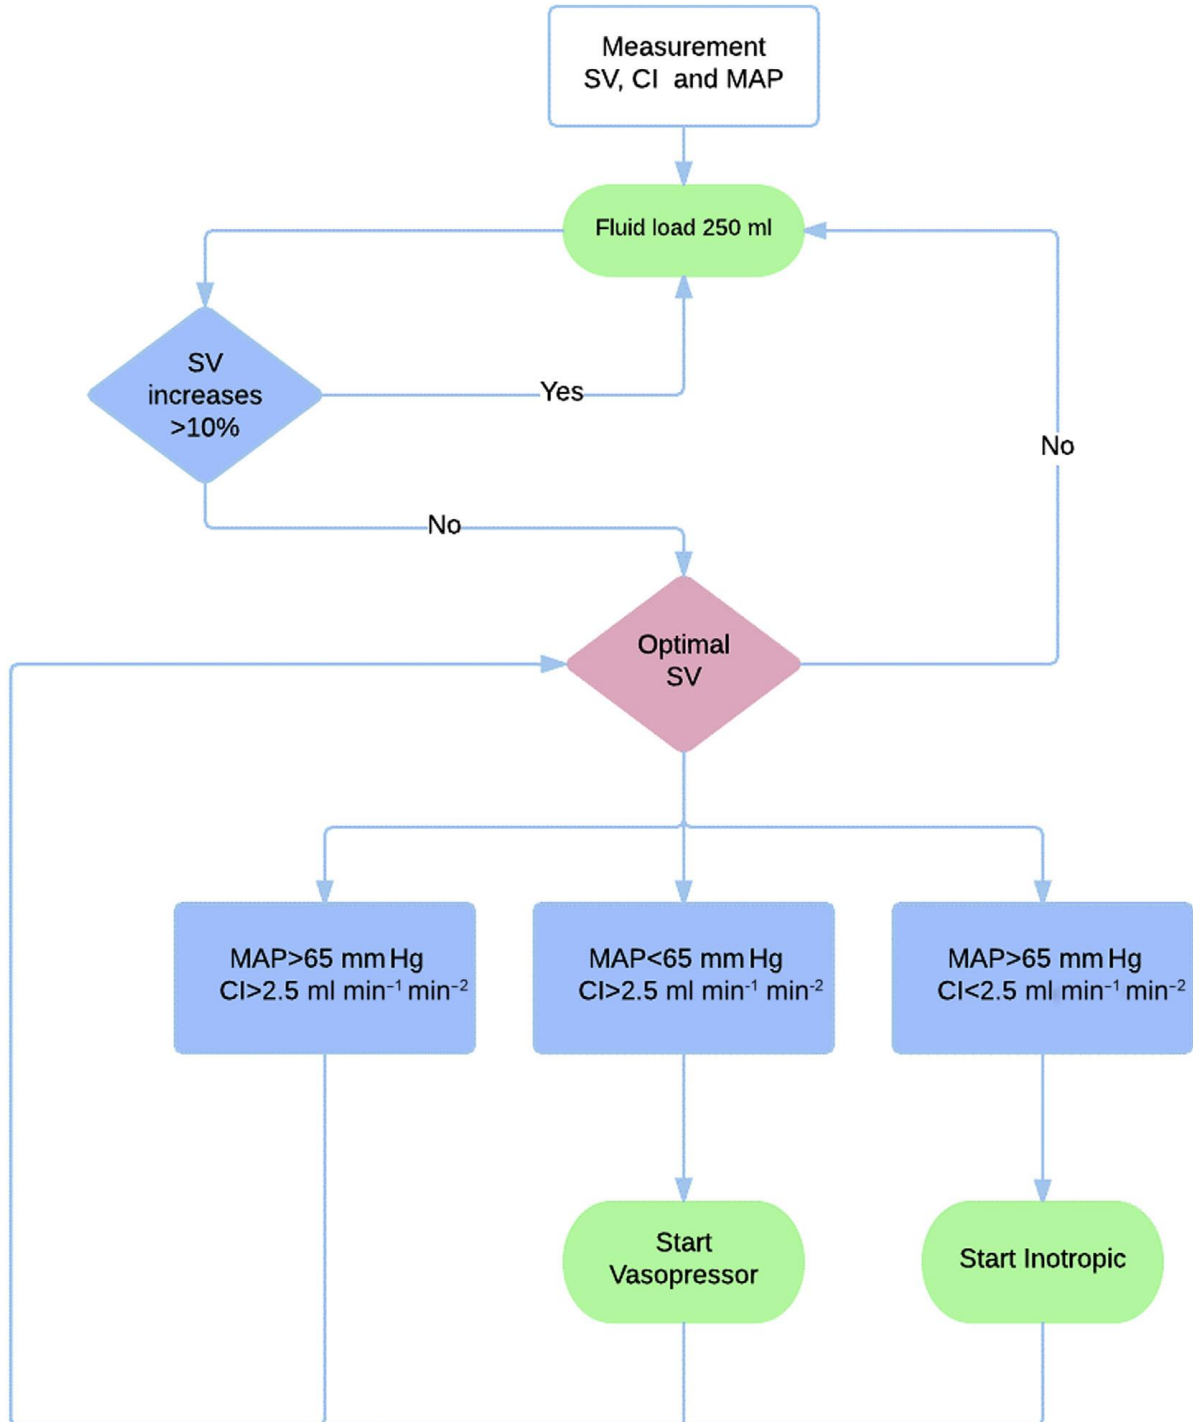 Measurement
SV, CI and MAP
Fluid load 250 ml
SV
increases
>10%
Yes
No
No
Optimal
SV
MAP>65 mm Hg
CI>2.5 ml min⁻¹ min⁻²
MAP<65 mm Hg
CI>2.5 ml min⁻¹ min⁻²
MAP>65 mm Hg
CI<2.5 ml min⁻¹ min⁻²
Start
Vasopressor
Start Inotropic